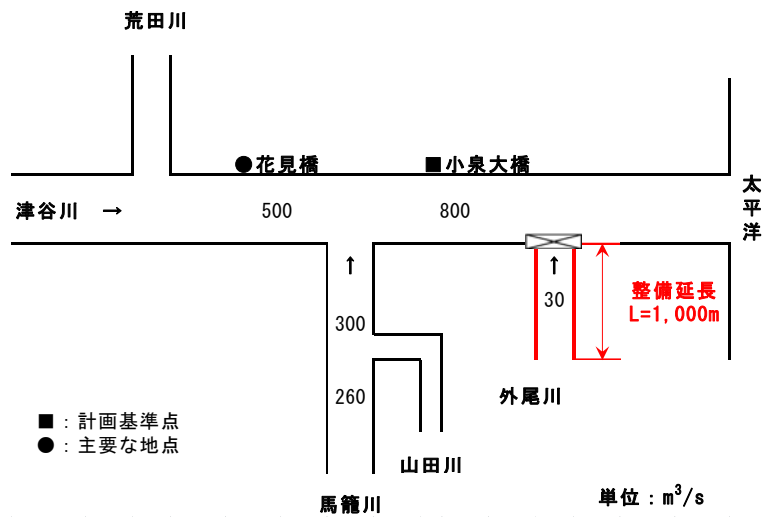 荒田川
●花見橋
■小泉大橋
太平洋
津谷川 →
500
800
↑
↑
30
整備延長
L=1,000m
300
260
外尾川
■：計画基準点
●：主要な地点
山田川
馬籠川
単位：m³/s